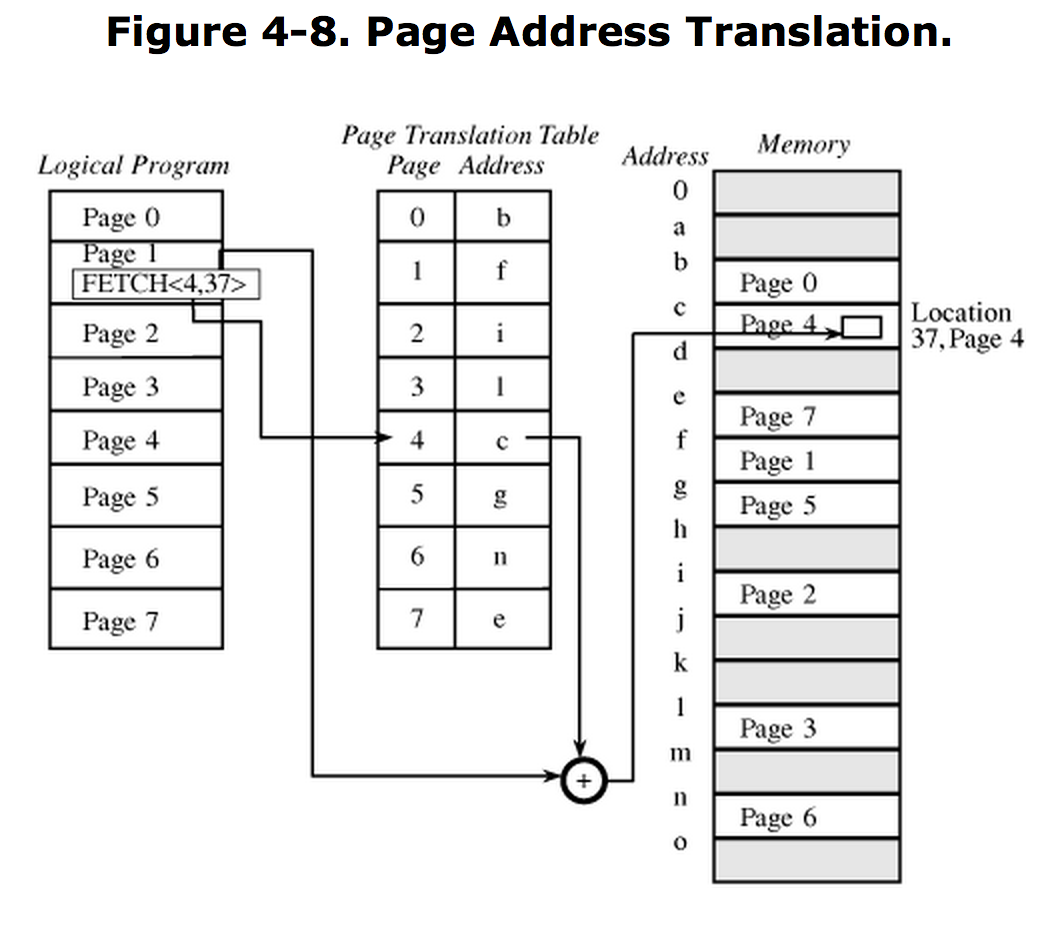 Figure 4-8. Page Address Translation.
Logical Program
Page 0
Page 1
FETCH<4,37>
Page 2
Page 3
Page 4
Page 5
Page 6
Page 7
Page Translation Table
Page Address
0 b
1 f
2 i
3 l
4 c
5 g
6 n
7 e
+
Address
0
a
b
c
d
e
f
g
h
i
j
k
l
m
n
o
Memory
Page 0
Page 4
Page 7
Page 1
Page 5
Page 2
Page 3
Page 6
Location
37, Page 4